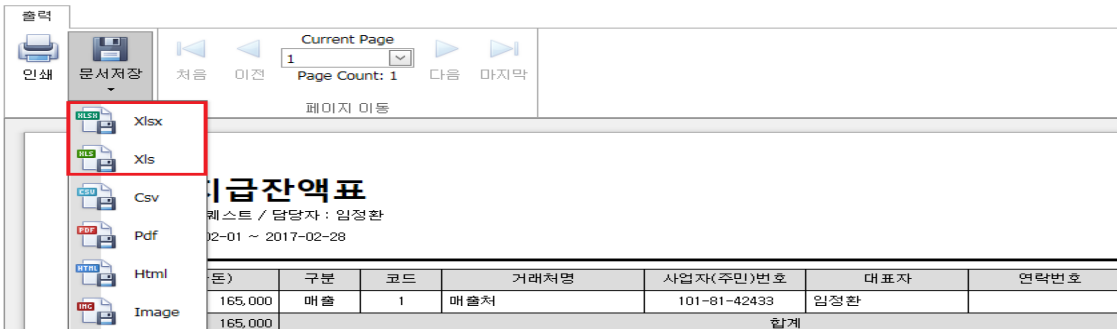 출력
인쇄
문서저장
처음
이전
Current Page
1
Page Count: 1
다음
마지막
페이지 이동
XLSX Xlsx
XLS Xls
CSV Csv
PDF Pdf
HTML Html
IMG Image
지급잔액표
퀘스트 / 담당자 : 임정환
02-01 ~ 2017-02-28
돈) 구분 코드 거래처명 사업자(주민)번호 대표자 연락번호
165,000 매출 1 매출처 101-81-42433 임정환
165,000 합계